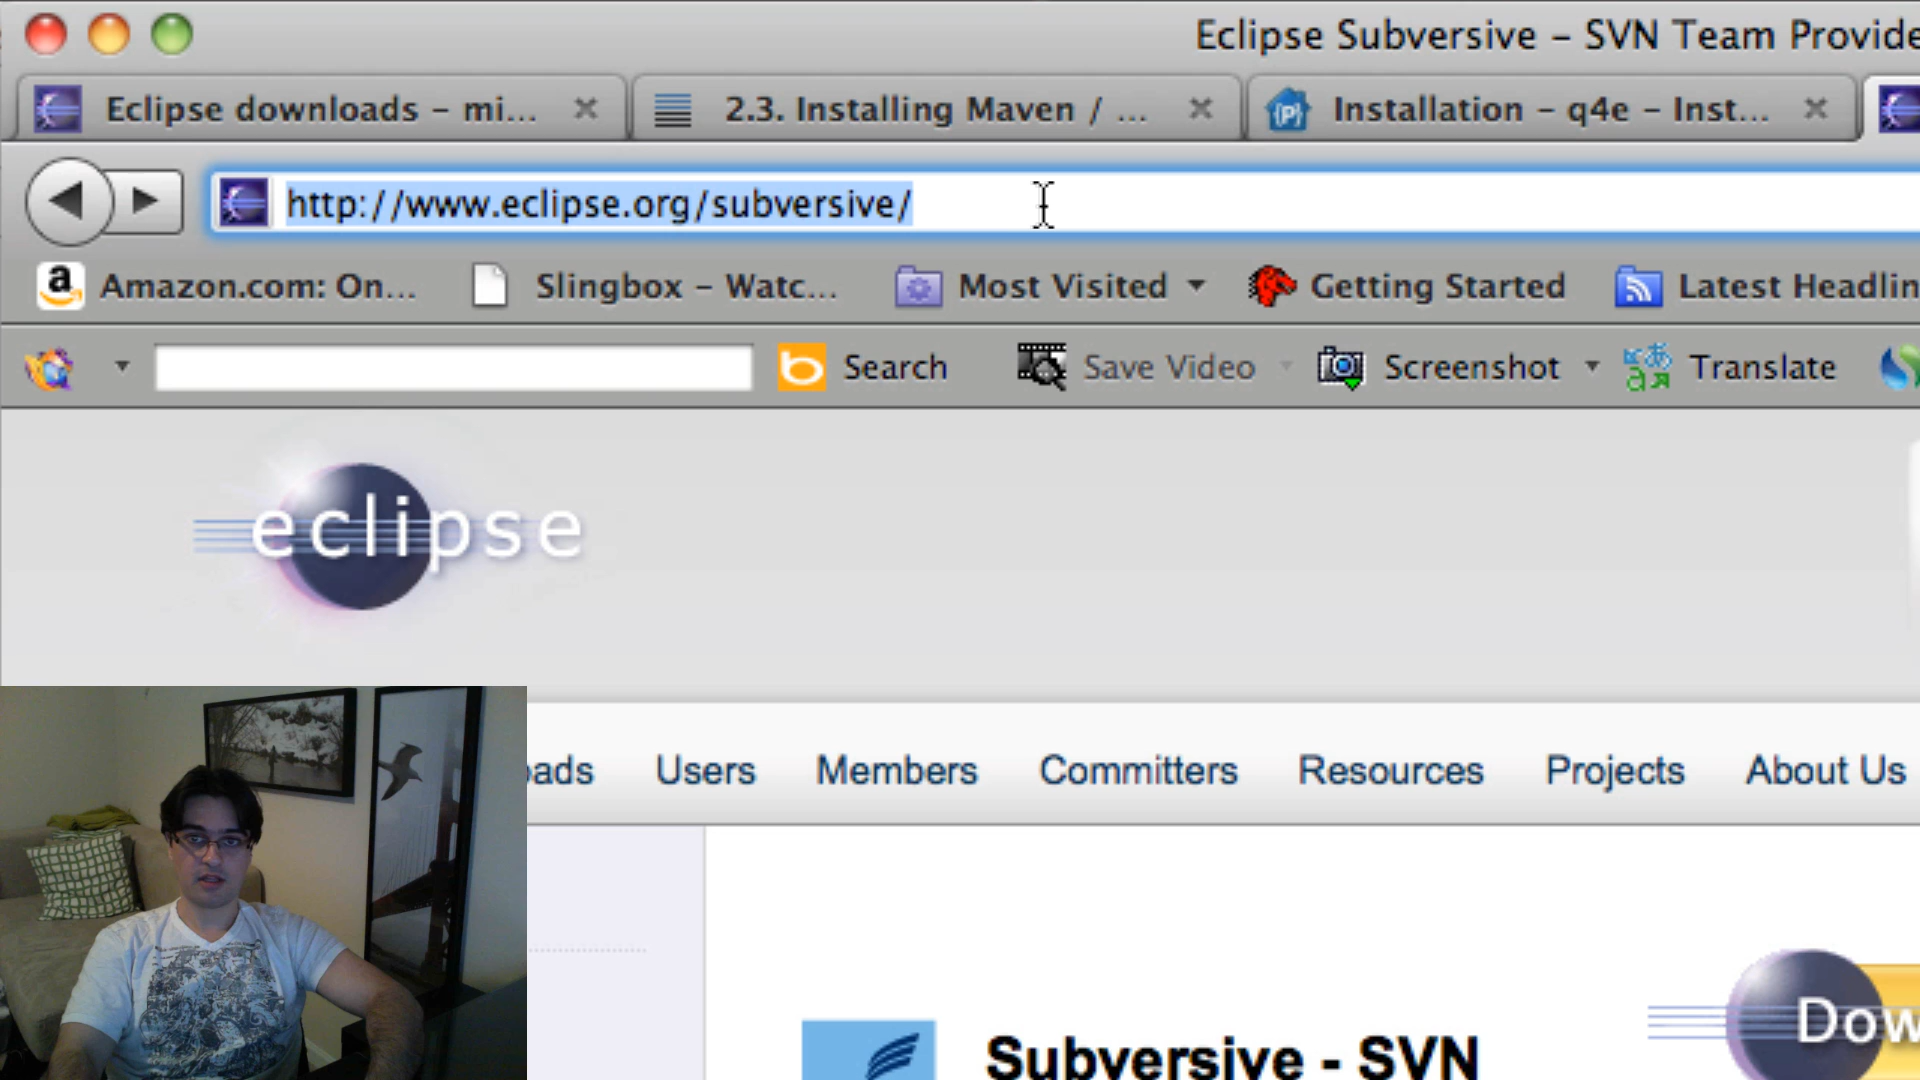 Eclipse Subversive – SVN Team Provide
Eclipse downloads – mi...
2.3. Installing Maven / ...
Installation – q4e – Inst...
http://www.eclipse.org/subversive/
Amazon.com: On...
Slingbox – Watc...
Most Visited
Getting Started
Latest Headlin
Search
Save Video
Screenshot
Translate
eclipse
oads
Users
Members
Committers
Resources
Projects
About Us
Subversive - SVN
Dow